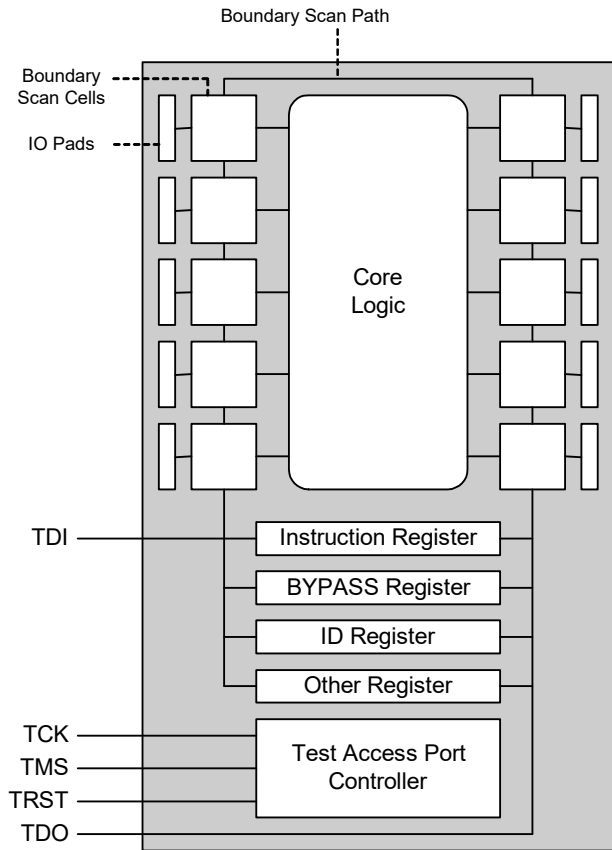 Boundary Scan Path
Boundary
Scan Cells
IO Pads
Core
Logic
TDI
Instruction Register
BYPASS Register
ID Register
Other Register
TCK
TMS
TRST
TDO
Test Access Port
Controller